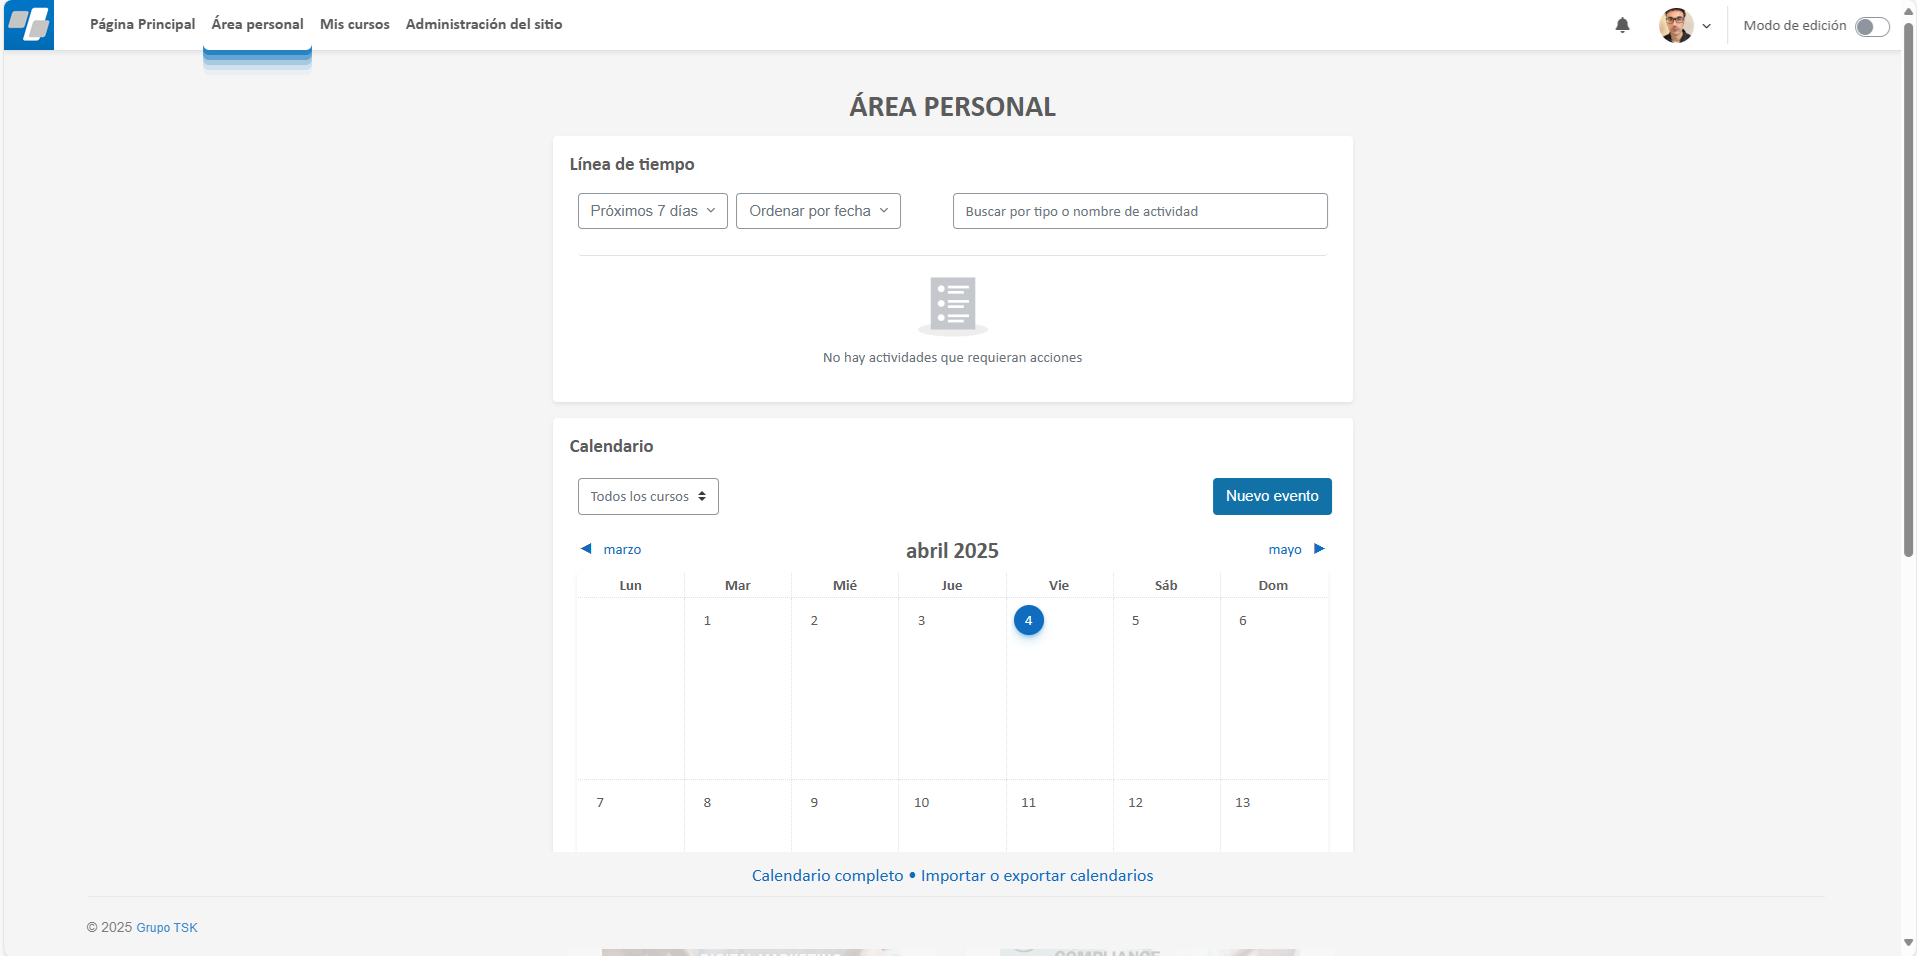 Página Principal Área personal Mis cursos Administración del sitio Modo de edición
ÁREA PERSONAL
Línea de tiempo
Próximos 7 días Ordenar por fecha Buscar por tipo o nombre de actividad
No hay actividades que requieran acciones
Calendario
Todos los cursos Nuevo evento
marzo abril 2025 mayo
Lun Mar Mié Jue Vie Sáb Dom
1 2 3 4 5 6
7 8 9 10 11 12 13
Calendario completo • Importar o exportar calendarios
© 2025 Grupo TSK
COMPLIANCE